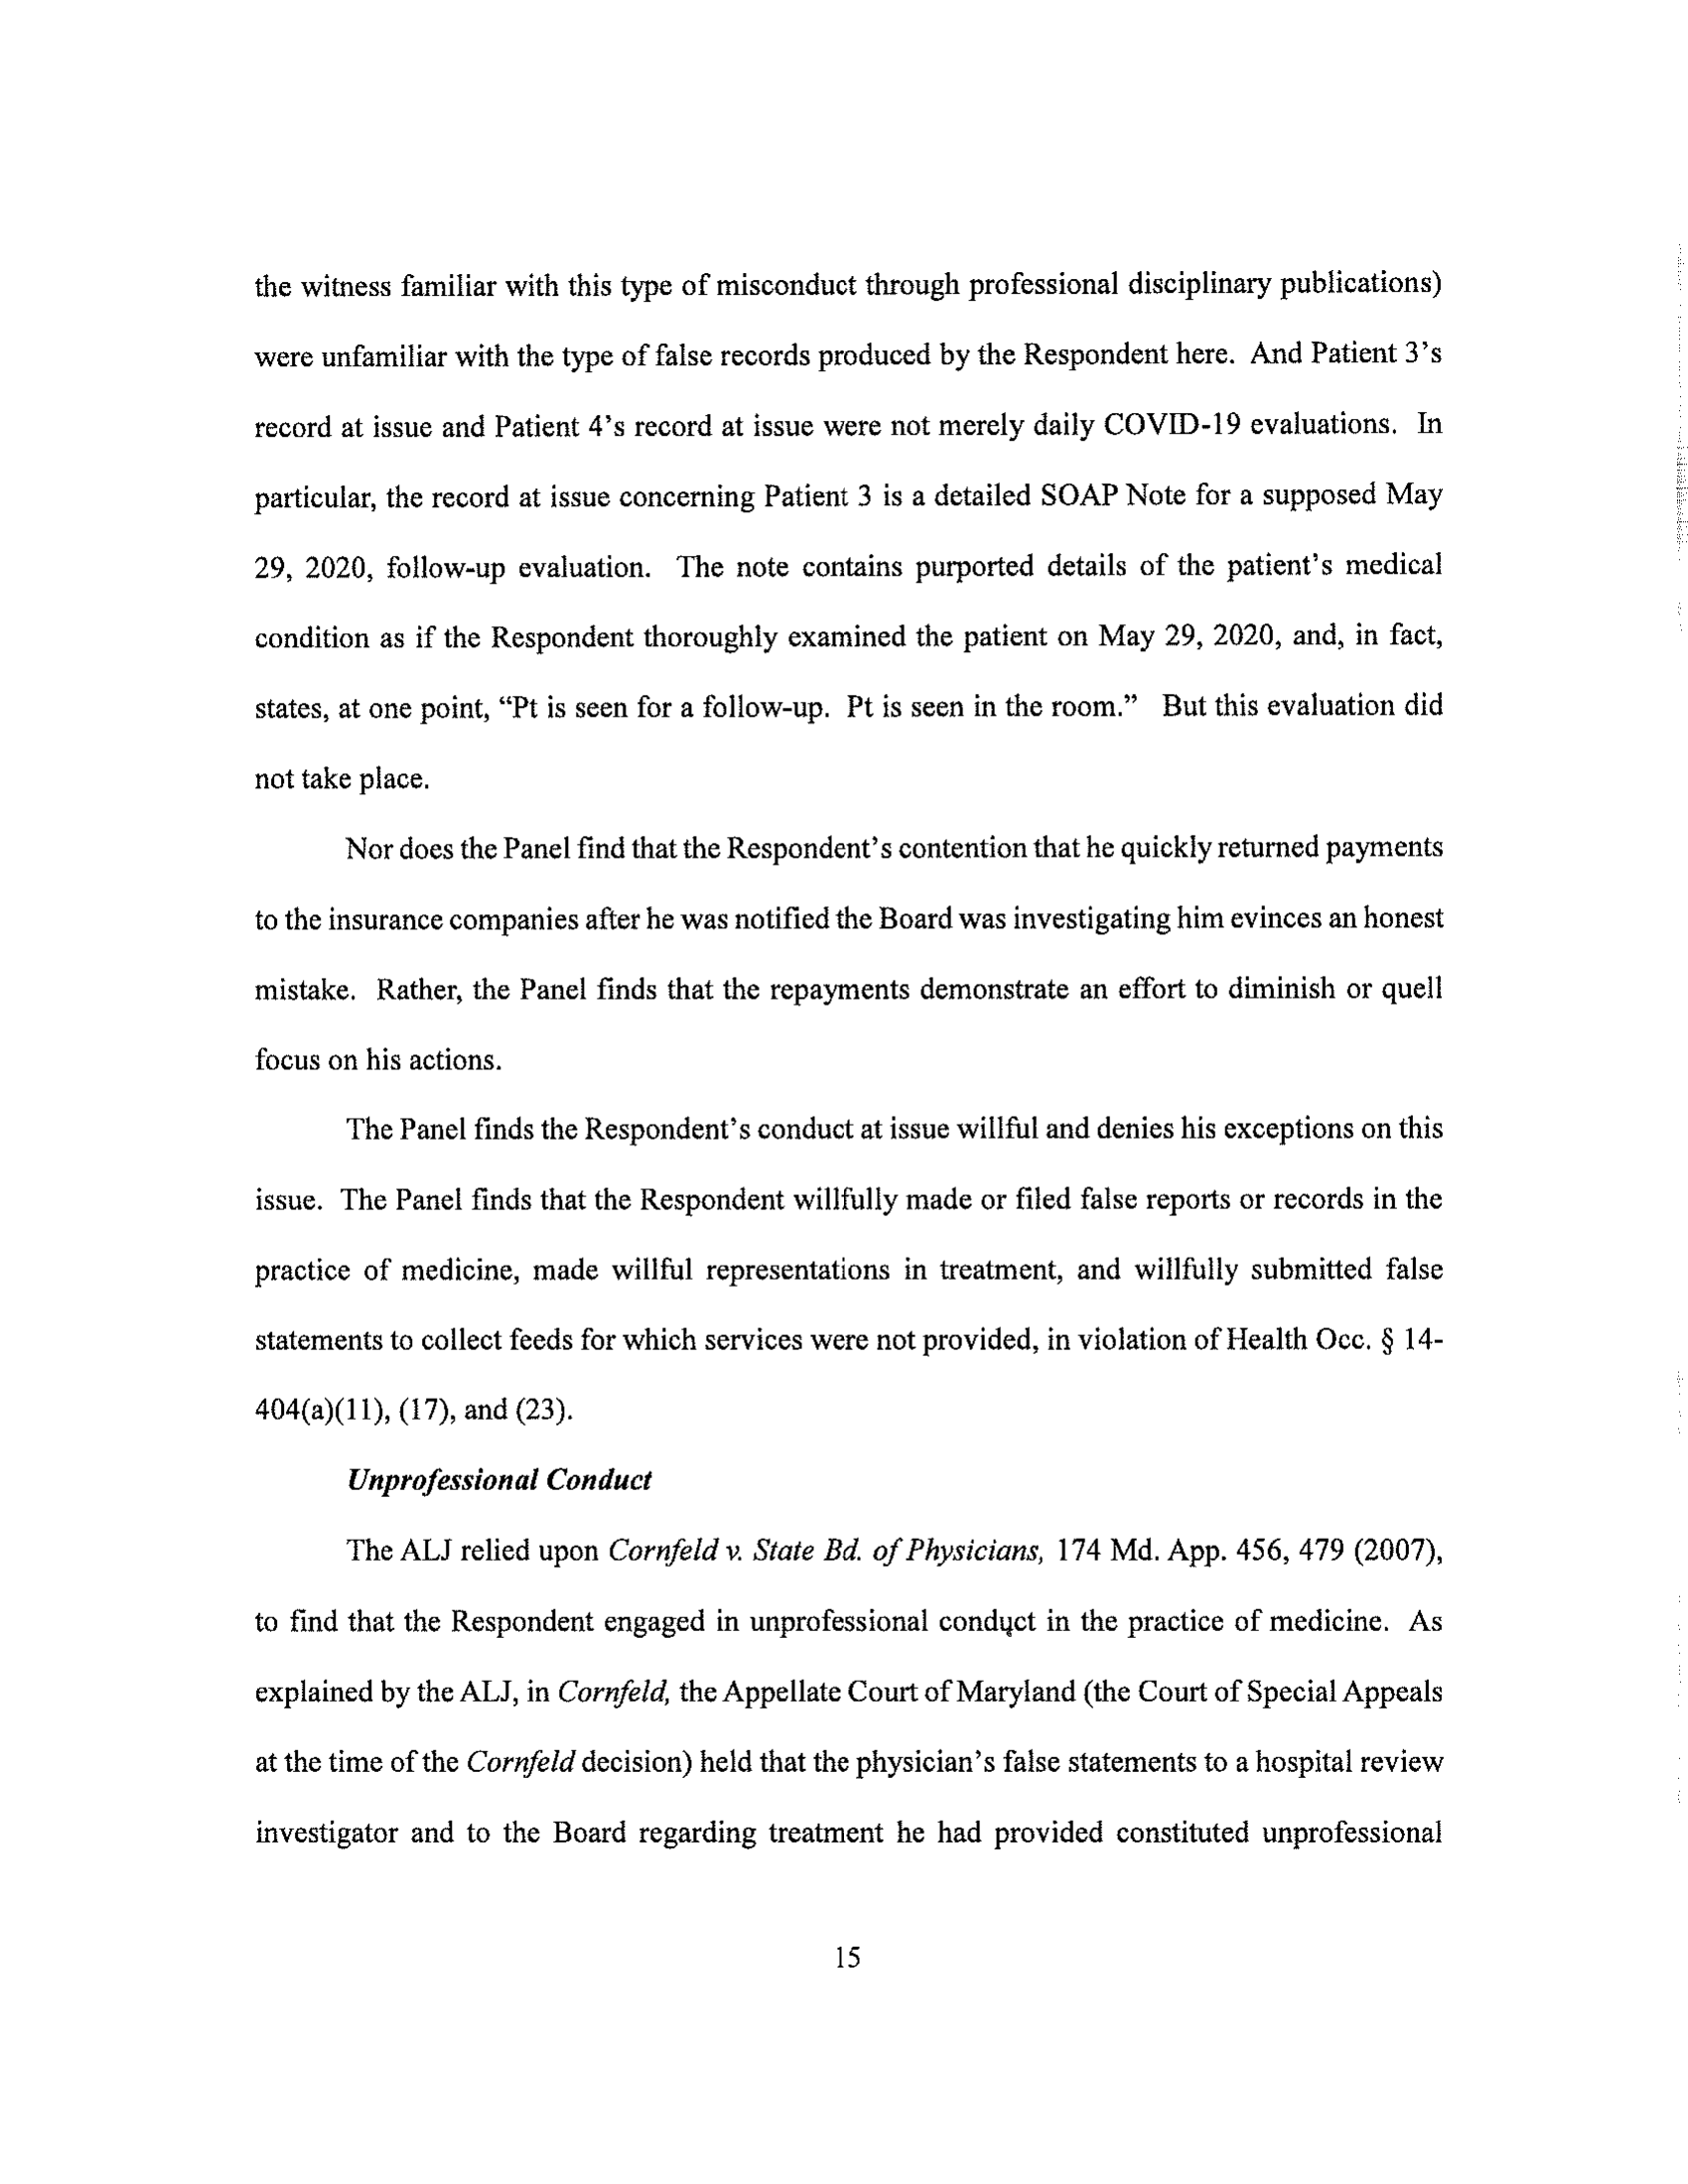 the witness familiar with this type of misconduct through professional disciplinary publications)
were unfamiliar with the type of false records produced by the Respondent here. And Patient 3's
record at issue and Patient 4's record at issue were not merely daily COVID-19 evaluations. In
particular, the record at issue concerning Patient 3 is a detailed SOAP Note for a supposed May
29, 2020, follow-up evaluation. The note contains purported details of the patient's medical
condition as if the Respondent thoroughly examined the patient on May 29, 2020, and, in fact,
states, at one point, “Pt is seen for a follow-up. Pt is seen in the room.” But this evaluation did
not take place.
Nor does the Panel find that the Respondent's contention that he quickly returned payments
to the insurance companies after he was notified the Board was investigating him evinces an honest
mistake. Rather, the Panel finds that the repayments demonstrate an effort to diminish or quell
focus on his actions.
The Panel finds the Respondent's conduct at issue willful and denies his exceptions on this
issue. The Panel finds that the Respondent willfully made or filed false reports or records in the
practice of medicine, made willful representations in treatment, and willfully submitted false
statements to collect feeds for which services were not provided, in violation of Health Occ. § 14-
404(a)(11), (17), and (23).
Unprofessional Conduct
The ALJ relied upon Cornfeld v. State Bd. of Physicians, 174 Md. App. 456, 479 (2007),
to find that the Respondent engaged in unprofessional conduct in the practice of medicine. As
explained by the ALJ, in Cornfeld, the Appellate Court of Maryland (the Court of Special Appeals
at the time of the Cornfeld decision) held that the physician's false statements to a hospital review
investigator and to the Board regarding treatment he had provided constituted unprofessional
15